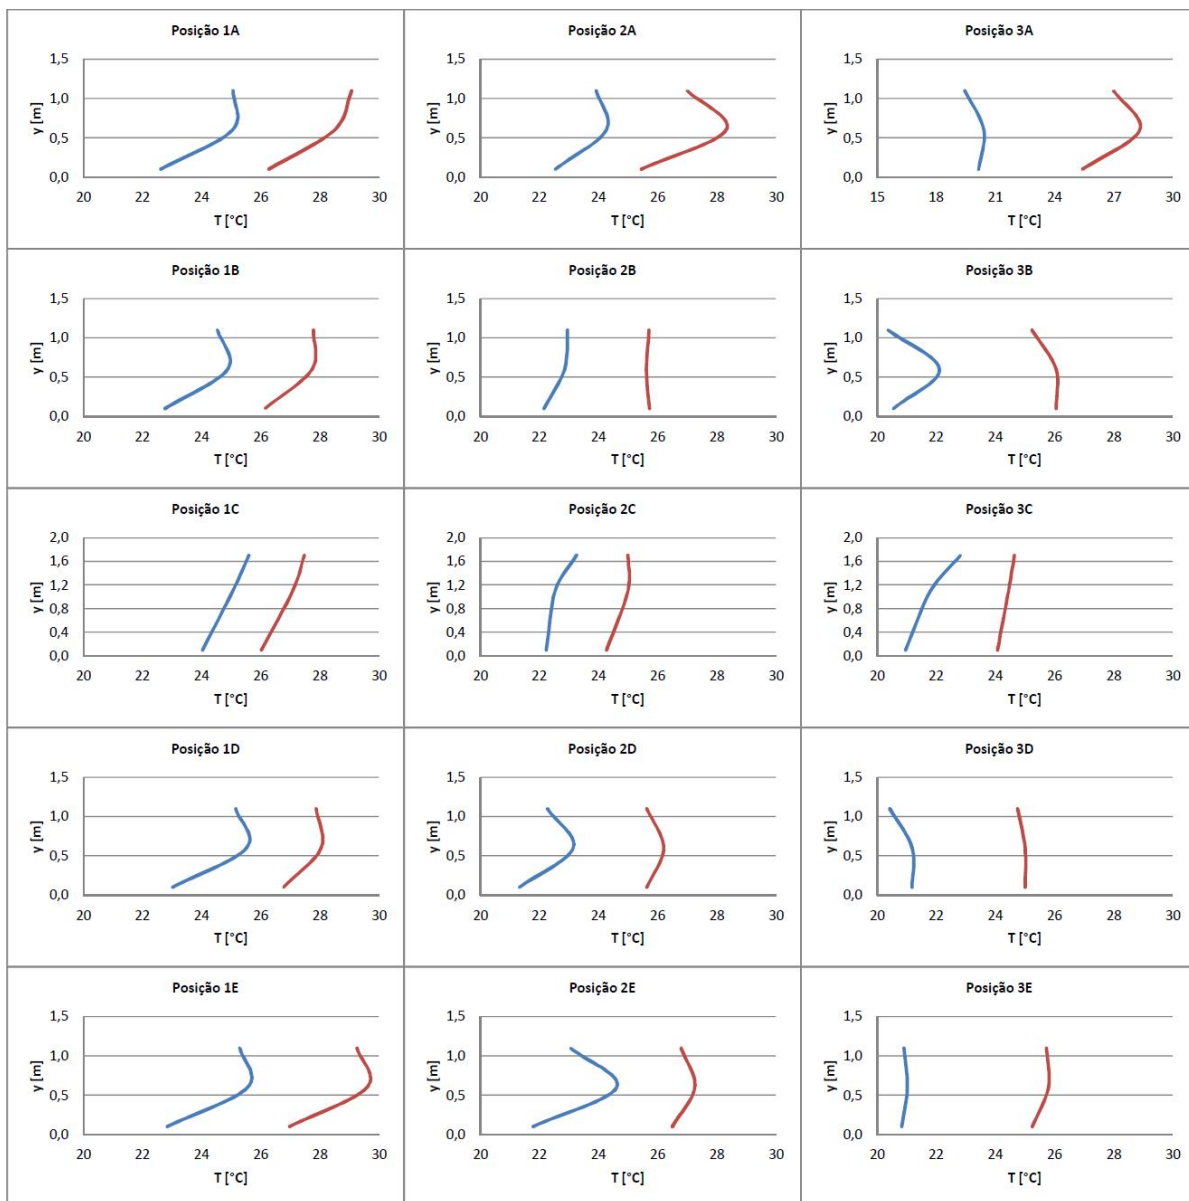 Posição 1A
1,5
1,0
0,5
0,0
y [m]
20 22 24 26 28 30
T [°C]
Posição 2A
1,5
1,0
0,5
0,0
y [m]
20 22 24 26 28 30
T [°C]
Posição 3A
1,5
1,0
0,5
0,0
y [m]
15 18 21 24 27 30
T [°C]
Posição 1B
1,5
1,0
0,5
0,0
y [m]
20 22 24 26 28 30
T [°C]
Posição 2B
1,5
1,0
0,5
0,0
y [m]
20 22 24 26 28 30
T [°C]
Posição 3B
1,5
1,0
0,5
0,0
y [m]
20 22 24 26 28 30
T [°C]
Posição 1C
2,0
1,6
1,2
0,8
0,4
0,0
y [m]
20 22 24 26 28 30
T [°C]
Posição 2C
2,0
1,6
1,2
0,8
0,4
0,0
y [m]
20 22 24 26 28 30
T [°C]
Posição 3C
2,0
1,6
1,2
0,8
0,4
0,0
y [m]
20 22 24 26 28 30
T [°C]
Posição 1D
1,5
1,0
0,5
0,0
y [m]
20 22 24 26 28 30
T [°C]
Posição 2D
1,5
1,0
0,5
0,0
y [m]
20 22 24 26 28 30
T [°C]
Posição 3D
1,5
1,0
0,5
0,0
y [m]
20 22 24 26 28 30
T [°C]
Posição 1E
1,5
1,0
0,5
0,0
y [m]
20 22 24 26 28 30
T [°C]
Posição 2E
1,5
1,0
0,5
0,0
y [m]
20 22 24 26 28 30
T [°C]
Posição 3E
1,5
1,0
0,5
0,0
y [m]
20 22 24 26 28 30
T [°C]